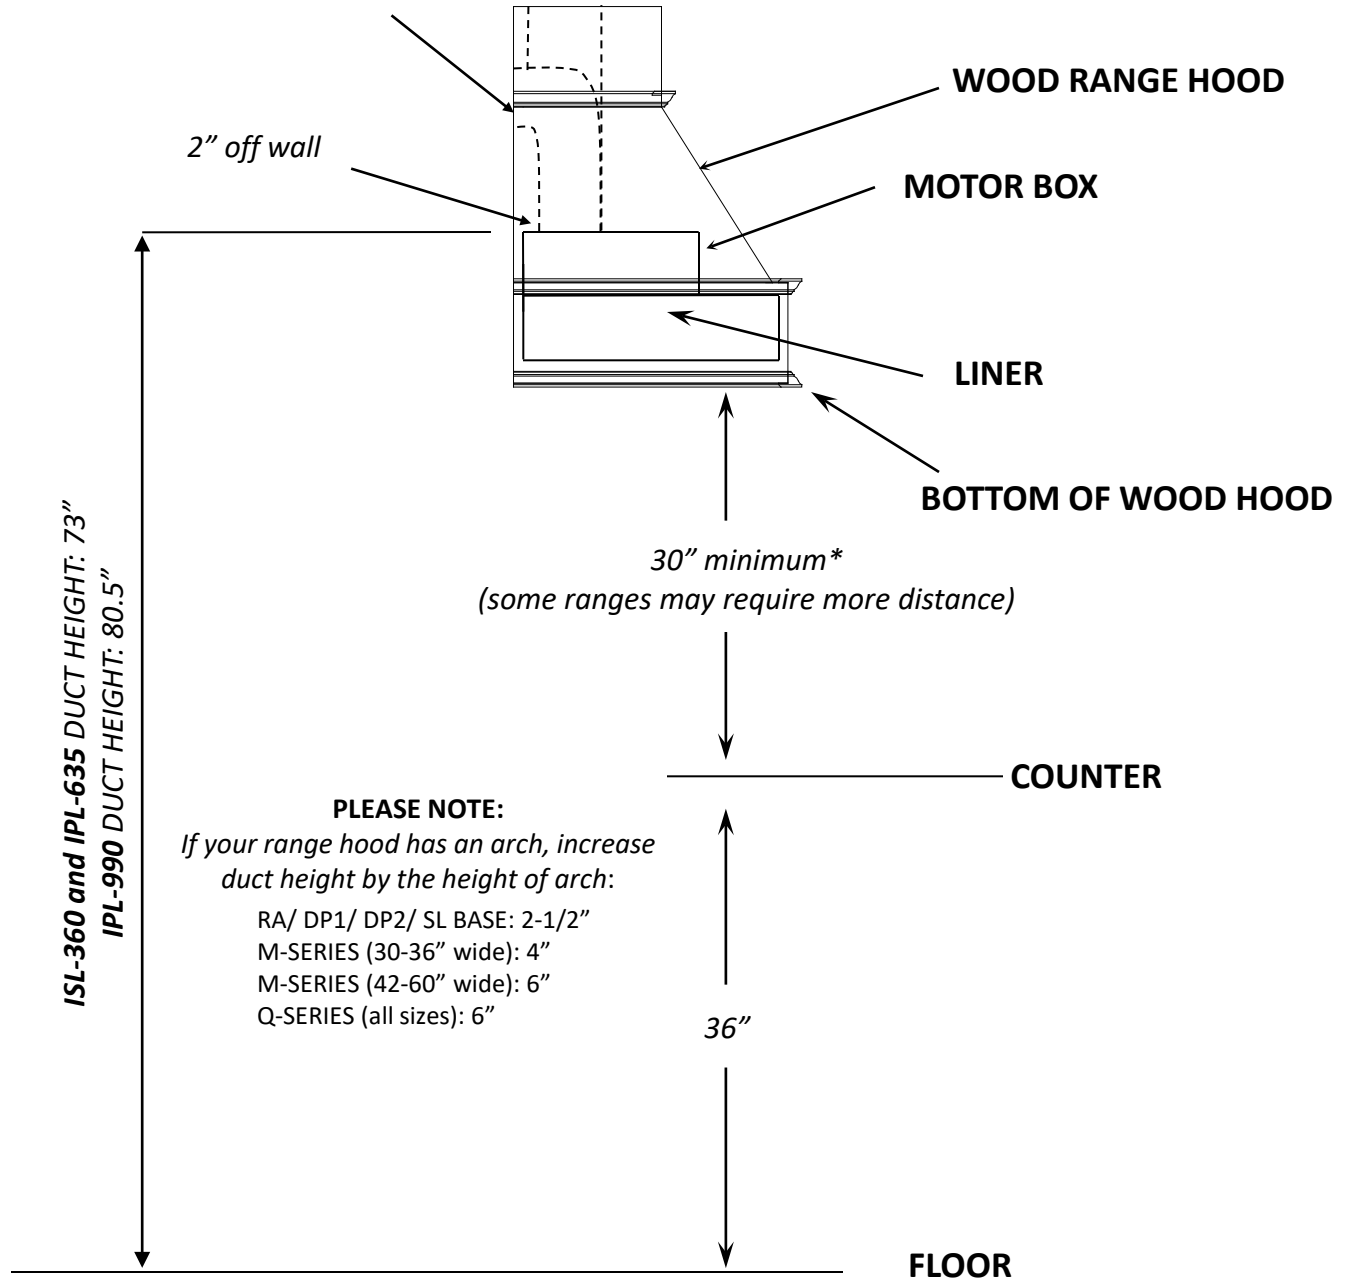 WOOD RANGE HOOD
2” off wall
MOTOR BOX
LINER
BOTTOM OF WOOD HOOD
30” minimum*
(some ranges may require more distance)
ISL-360 and IPL-635 DUCT HEIGHT: 73”
IPL-990 DUCT HEIGHT: 80.5”
COUNTER
PLEASE NOTE:
If your range hood has an arch, increase
duct height by the height of arch:
RA/ DP1/ DP2/ SL BASE: 2-1/2”
M-SERIES (30-36” wide): 4”
M-SERIES (42-60” wide): 6”
Q-SERIES (all sizes): 6”
36”
FLOOR